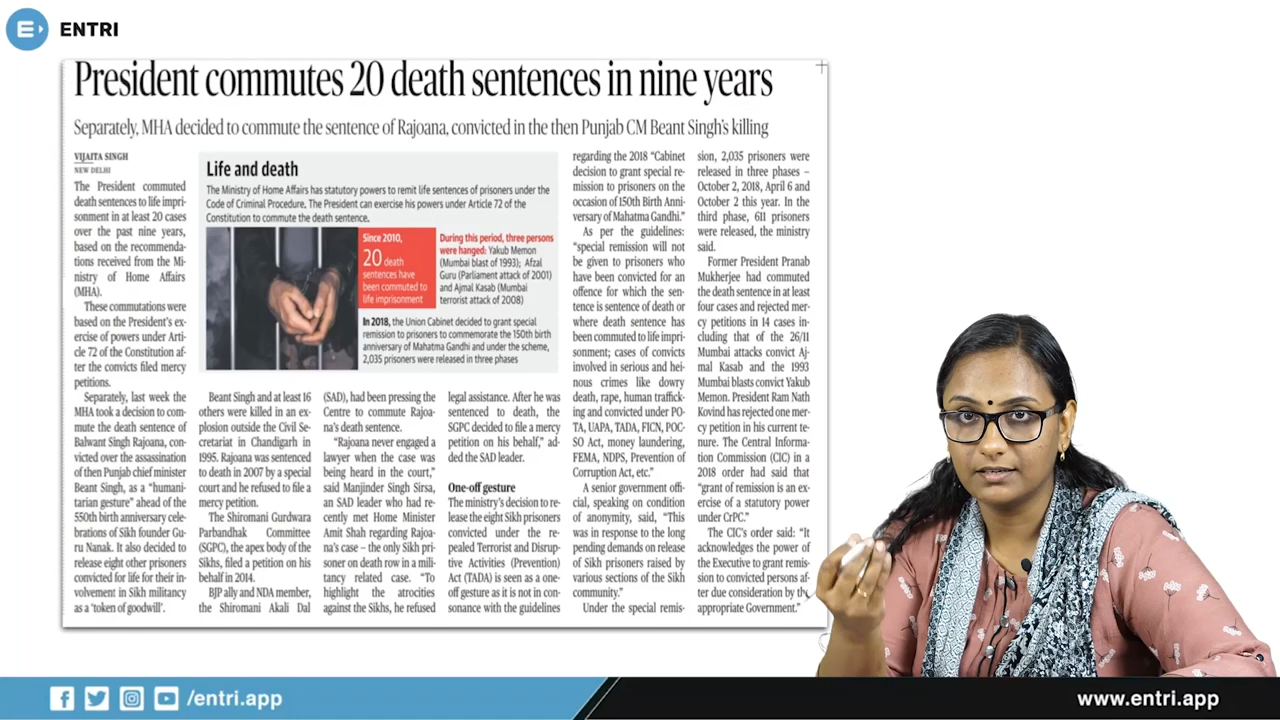 ENTRI
President commutes 20 death sentences in nine years
Separately, MHA decided to commute the sentence of Rajoana, convicted in the then Punjab CM Beant Singh's killing
VIJAITA SINGH
NEW DELHI
The President commuted
death sentences to life impri-
sonment in at least 20 cases
over the past nine years,
based on the recommenda-
tions received from the Mi-
nistry of Home Affairs
(MHA).
These commutations were
based on the President's ex-
ercise of powers under Arti-
cle 72 of the Constitution af-
ter the convicts filed mercy
petitions.
Separately, last week the
MHA took a decision to com-
mute the death sentence of
Balwant Singh Rajoana, con-
victed over the assassination
of then Punjab chief minister
Beant Singh, as a "humani-
tarian gesture" ahead of the
550th birth anniversary cele-
brations of Sikh founder Gu-
ru Nanak. It also decided to
release eight other prisoners
convicted for life for their in-
volvement in Sikh militancy
as a 'token of goodwill'.
Life and death
The Ministry of Home Affairs has statutory powers to remit life sentences of prisoners under the
Code of Criminal Procedure. The President can exercise his powers under Article 72 of the
Constitution to commute the death sentence.
Since 2010,
20 death
sentences have
been commuted to
life imprisonment
During this period, three persons
were hanged: Yakub Memon
(Mumbai blast of 1993); Afzal
Guru (Parliament attack of 2001)
and Ajmal Kasab (Mumbai
terrorist attack of 2008)
In 2018, the Union Cabinet decided to grant special
remission to prisoners to commemorate the 150th birth
anniversary of Mahatma Gandhi and under the scheme,
2,035 prisoners were released in three phases
Beant Singh and at least 16
others were killed in an ex-
plosion outside the Civil Se-
cretariat in Chandigarh in
1995. Rajoana was sentenced
to death in 2007 by a special
court and he refused to file a
mercy petition.
The Shiromani Gurdwara
Parbandhak Committee
(SGPC), the apex body of the
Sikhs, filed a petition on his
behalf in 2014.
BJP ally and NDA member,
the Shiromani Akali Dal
(SAD), had been pressing the
Centre to commute Rajoa-
na's death sentence.
"Rajoana never engaged a
lawyer when the case was
being heard in the court,"
said Manjinder Singh Sirsa,
an SAD leader who had re-
cently met Home Minister
Amit Shah regarding Rajoa-
na's case – the only Sikh pri-
soner on death row in a mili-
tancy related case. "To
highlight the atrocities
against the Sikhs, he refused
legal assistance. After he was
sentenced to death, the
SGPC decided to file a mercy
petition on his behalf," ad-
ded the SAD leader.
One-off gesture
The ministry's decision to re-
lease the eight Sikh prisoners
convicted under the re-
pealed Terrorist and Disrup-
tive Activities (Prevention)
Act (TADA) is seen as a one-
off gesture as it is not in con-
sonance with the guidelines
regarding the 2018 "Cabinet
decision to grant special re-
mission to prisoners on the
occasion of 150th Birth Anni-
versary of Mahatma Gandhi."
As per the guidelines:
"special remission will not
be given to prisoners who
have been convicted for an
offence for which the sen-
tence is sentence of death or
where death sentence has
been commuted to life impri-
sonment; cases of convicts
involved in serious and hei-
nous crimes like dowry
death, rape, human traffick-
ing and convicted under PO-
TA, UAPA, TADA, FICN, POC-
SO Act, money laundering,
FEMA, NDPS, Prevention of
Corruption Act, etc."
A senior government offi-
cial, speaking on condition
of anonymity, said, "This
was in response to the long
pending demands on release
of Sikh prisoners raised by
various sections of the Sikh
community."
Under the special remis-
sion, 2,035 prisoners were
released in three phases –
October 2, 2018, April 6 and
October 2 this year. In the
third phase, 611 prisoners
were released, the ministry
said.
Former President Pranab
Mukherjee had commuted
the death sentence in at least
four cases and rejected mer-
cy petitions in 14 cases in-
cluding that of the 26/11
Mumbai attacks convict Aj-
mal Kasab and the 1993
Mumbai blasts convict Yakub
Memon. President Ram Nath
Kovind has rejected one mer-
cy petition in his current te-
nure. The Central Informa-
tion Commission (CIC) in a
2018 order had said that
"grant of remission is an ex-
ercise of a statutory power
under CrPC."
The CIC's order said: "It
acknowledges the power of
the Executive to grant remis-
sion to convicted persons af-
ter due consideration by the
appropriate Government."
/entri.app
www.entri.app